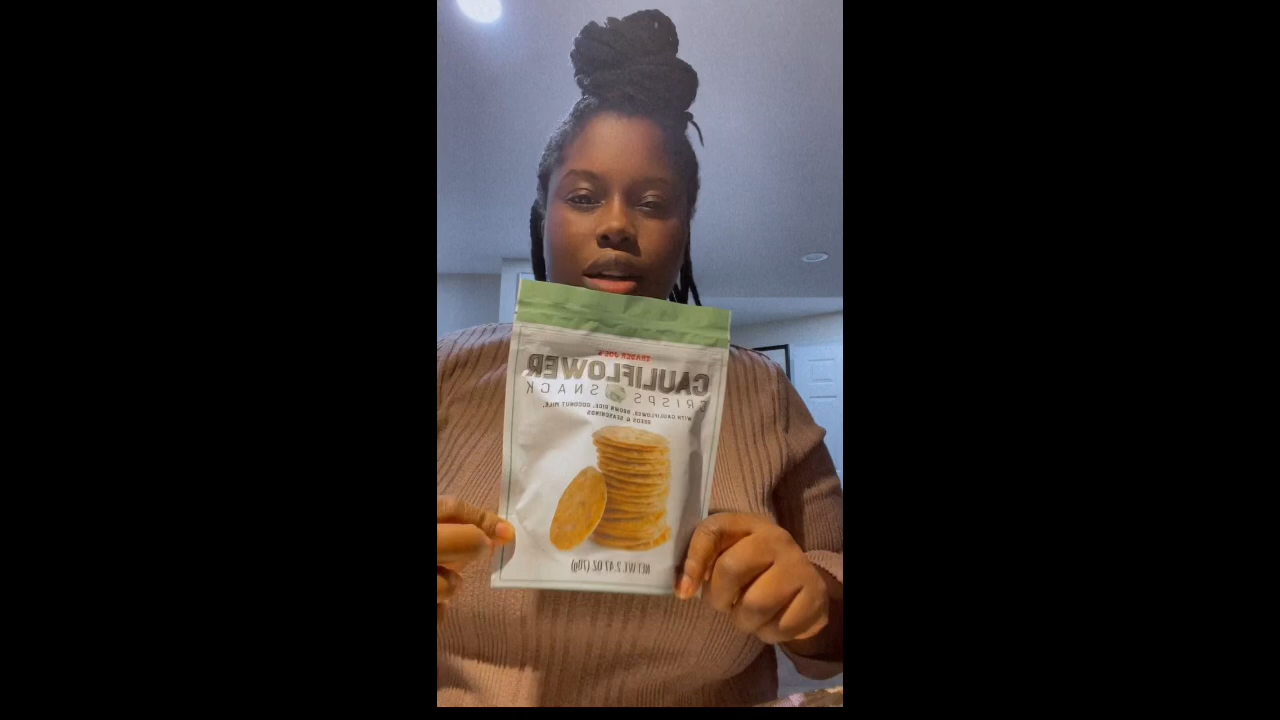 TRADER JOE'S
CAULIFLOWER
CRISPS SNACK
WITH CAULIFLOWER, BROWN RICE, COCONUT MILK,
SEEDS & SEASONINGS
NET WT. 2.47 OZ (70g)